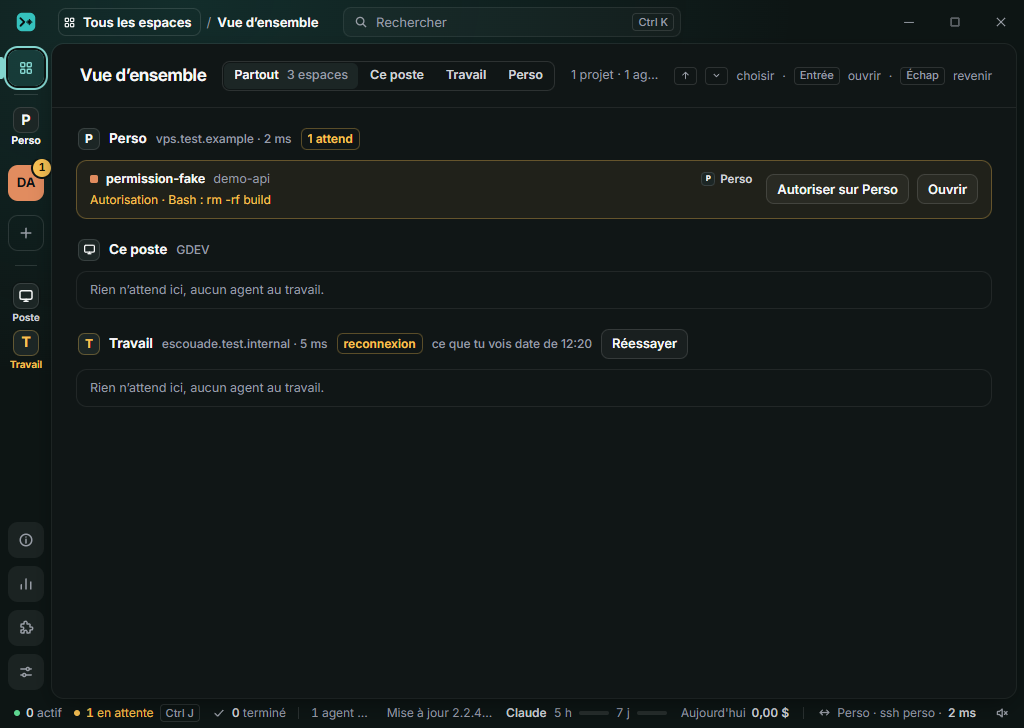 Tous les espaces / Vue d’ensemble Rechercher Ctrl K
Vue d’ensemble Partout 3 espaces Ce poste Travail Perso 1 projet · 1 ag... ↑ choisir · Entrée ouvrir · Échap revenir
P Perso
DA 1
Poste
T Travail
P Perso vps.test.example · 2 ms 1 attend
permission-fake demo-api P Perso Autoriser sur Perso Ouvrir
Autorisation · Bash : rm -rf build
Ce poste GDEV
Rien n’attend ici, aucun agent au travail.
T Travail escouade.test.internal · 5 ms reconnexion ce que tu vois date de 12:20 Réessayer
Rien n’attend ici, aucun agent au travail.
0 actif 1 en attente Ctrl J 0 terminé 1 agent ... Mise à jour 2.2.4... Claude 5 h 7 j Aujourd'hui 0,00 $ Perso · ssh perso · 2 ms